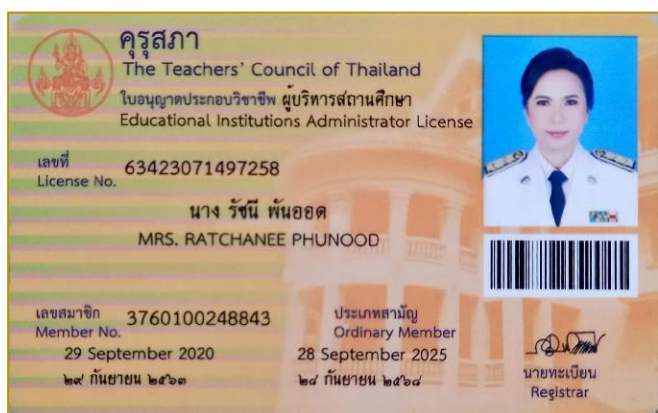 คุรุสภา
The Teachers' Council of Thailand
ใบอนุญาตประกอบวิชาชีพ ผู้บริหารสถานศึกษา
Educational Institutions Administrator License
เลขที่
License No. 63423071497258
นาง รัชนี พันออด
MRS. RATCHANEE PHUNOOD
เลขสมาชิก ประเภทสามัญ
Member No. 3760100248843 Ordinary Member
29 September 2020 28 September 2025
๒๙ กันยายน ๒๕๖๓ ๒๘ กันยายน ๒๕๖๘
นายทะเบียน
Registrar